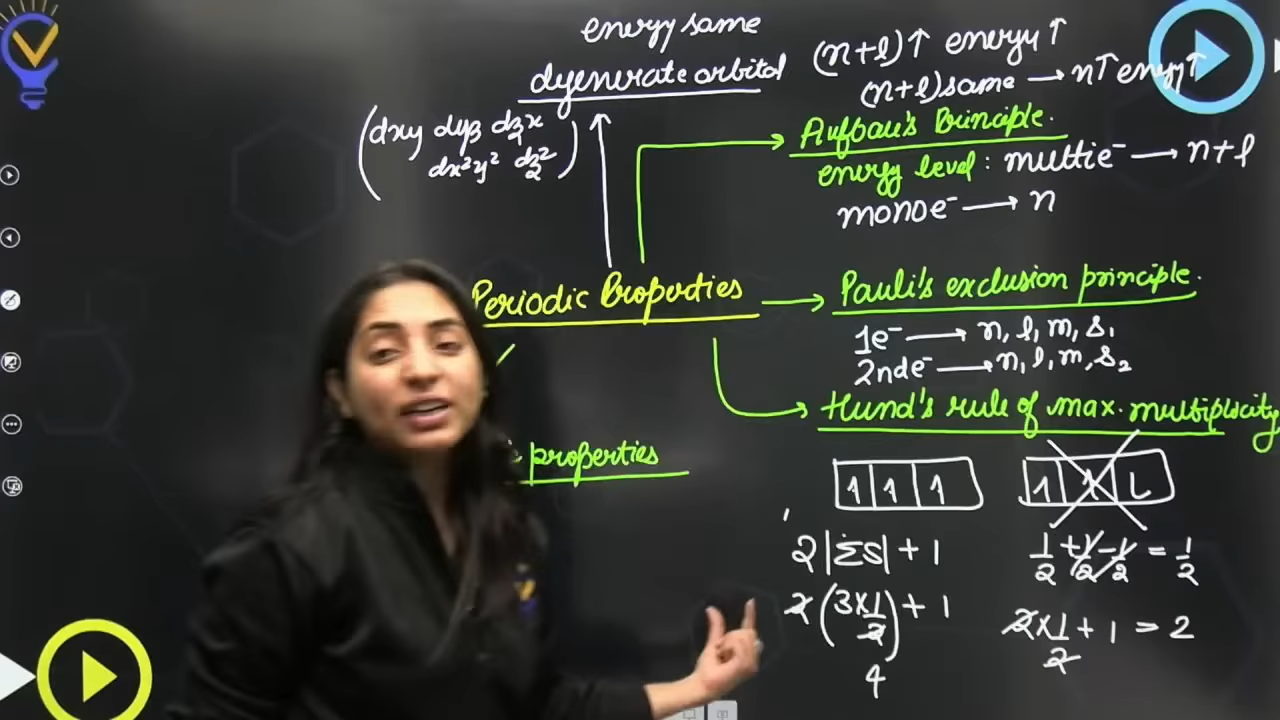 energy same
degenerate orbital
(dxy dyz dzx
dx²y² dz²)
(n+l)↑ energy↑
(n+l) same → n↑ energy↑
Aufbau's Principle.
energy level : multi e⁻ → n+l
mono e⁻ → n
Periodic Properties
Pauli's exclusion principle.
1e⁻ → n, l, m, s₁
2nd e⁻ → n, l, m, s₂
Hund's rule of max. multiplicity
properties
1 1 1
1 1 L
2|ΣS| + 1
1/2 + 1/2 - 1/2 = 1/2
2(3×1/2) + 1
2×1/2 + 1 = 2
4